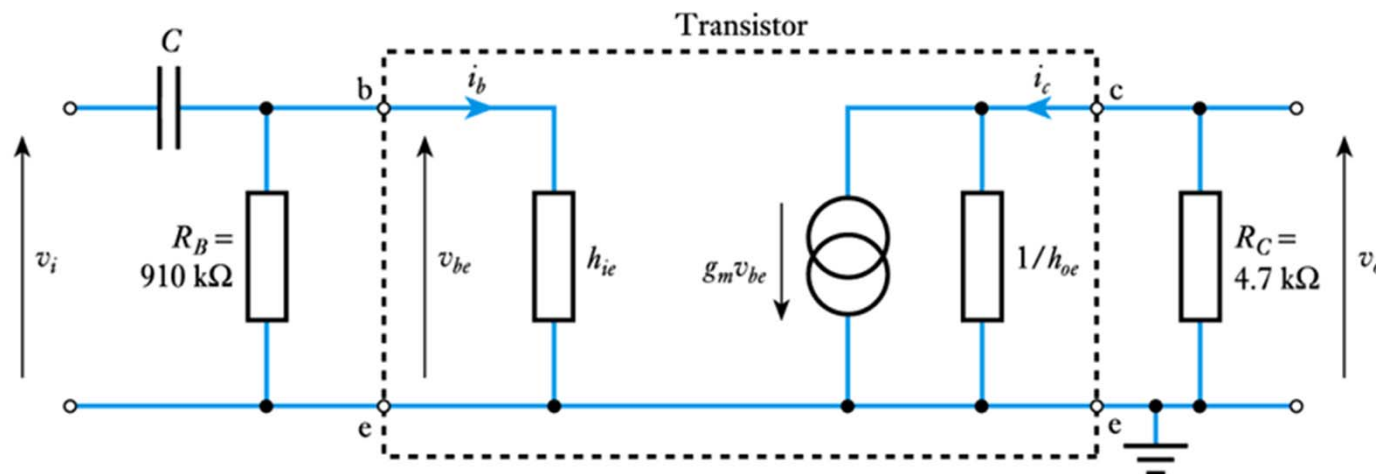 Transistor
C
b
i_b
i_c
c
v_i
R_B =
910 kΩ
v_be
h_ie
g_m v_be
1/h_oe
R_C =
4.7 kΩ
e
e